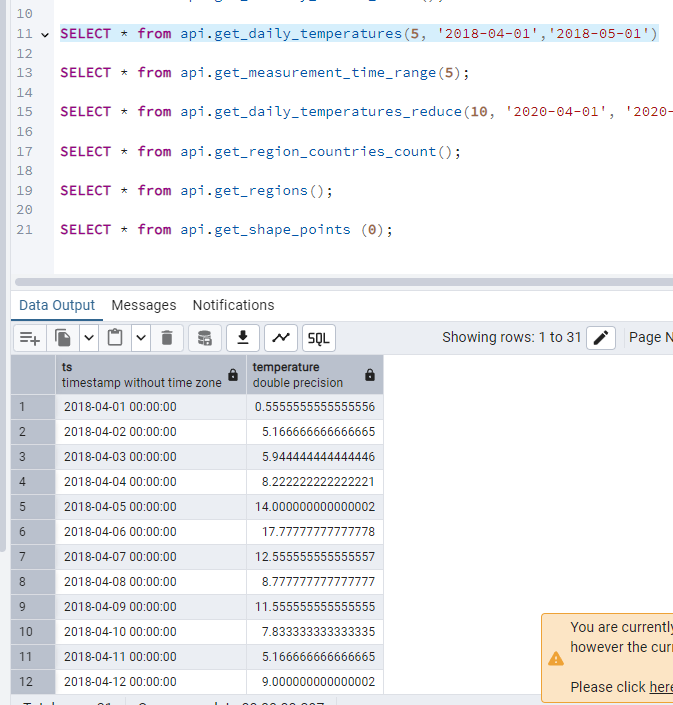 10
11 SELECT * from api.get_daily_temperatures(5, '2018-04-01','2018-05-01')
12
13 SELECT * from api.get_measurement_time_range(5);
14
15 SELECT * from api.get_daily_temperatures_reduce(10, '2020-04-01', '2020-
16
17 SELECT * from api.get_region_countries_count();
18
19 SELECT * from api.get_regions();
20
21 SELECT * from api.get_shape_points (0);
Data Output Messages Notifications
SQL Showing rows: 1 to 31 Page N
ts temperature
timestamp without time zone double precision
1 2018-04-01 00:00:00 0.5555555555555556
2 2018-04-02 00:00:00 5.166666666666665
3 2018-04-03 00:00:00 5.944444444444446
4 2018-04-04 00:00:00 8.222222222222221
5 2018-04-05 00:00:00 14.000000000000002
6 2018-04-06 00:00:00 17.77777777777778
7 2018-04-07 00:00:00 12.555555555555557
8 2018-04-08 00:00:00 8.777777777777777
9 2018-04-09 00:00:00 11.555555555555555
10 2018-04-10 00:00:00 7.833333333333335
11 2018-04-11 00:00:00 5.166666666666665
12 2018-04-12 00:00:00 9.000000000000002
You are currently
however the cur
Please click here